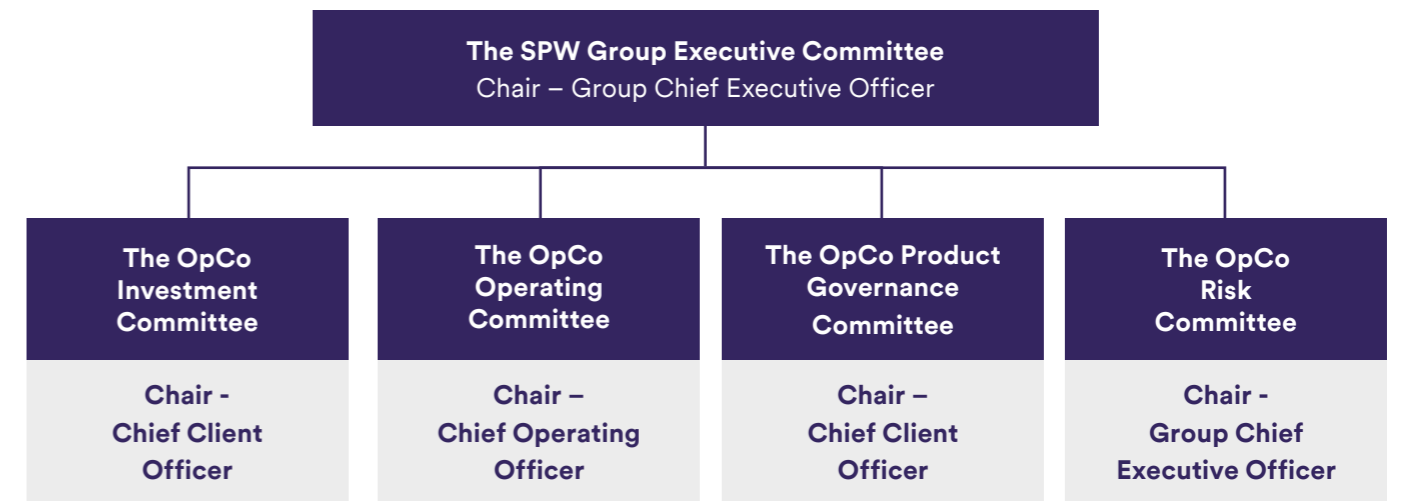 The SPW Group Executive Committee
Chair – Group Chief Executive Officer
The OpCo
Investment
Committee
Chair -
Chief Client
Officer
The OpCo
Operating
Committee
Chair –
Chief Operating
Officer
The OpCo Product
Governance
Committee
Chair –
Chief Client
Officer
The OpCo
Risk
Committee
Chair -
Group Chief
Executive Officer